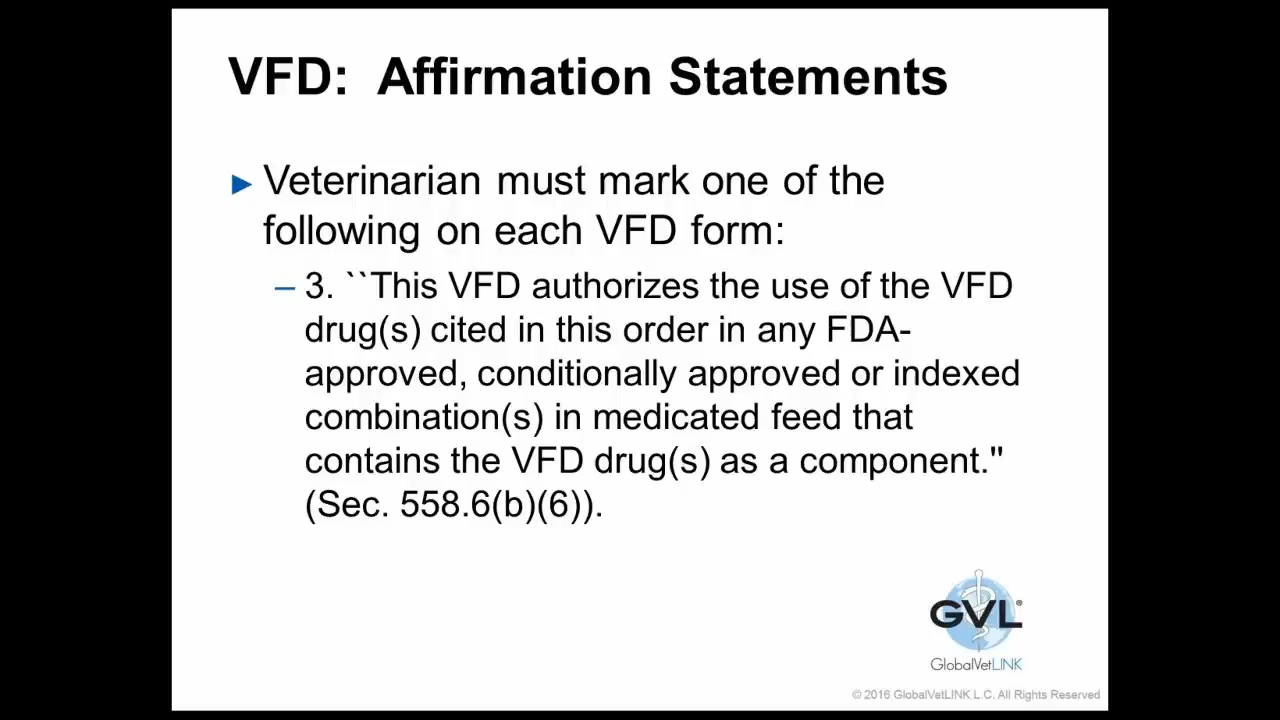 VFD: Affirmation Statements
► Veterinarian must mark one of the
following on each VFD form:
– 3. ``This VFD authorizes the use of the VFD
drug(s) cited in this order in any FDA-
approved, conditionally approved or indexed
combination(s) in medicated feed that
contains the VFD drug(s) as a component.''
(Sec. 558.6(b)(6)).
GVL®
GlobalVetLINK
© 2016 GlobalVetLINK L.C. All Rights Reserved